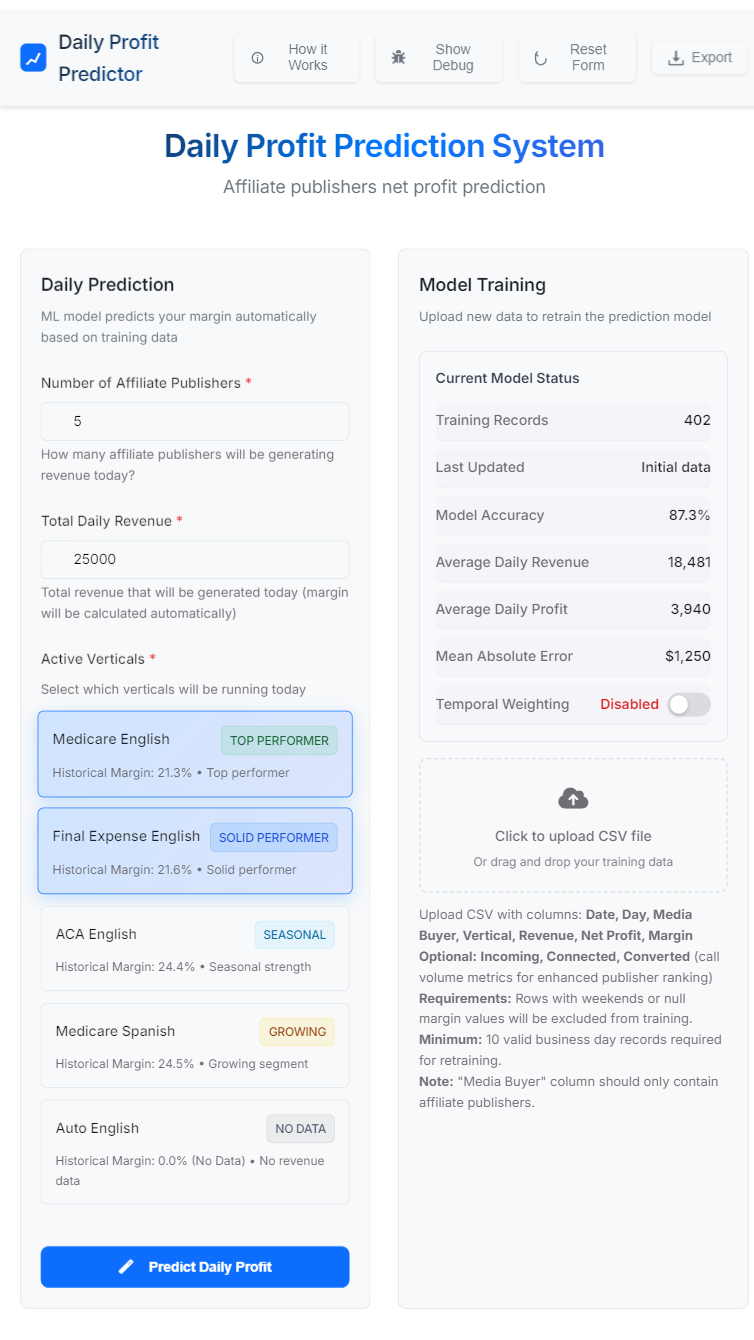 Daily Profit
Predictor
How it
Works
Show
Debug
Reset
Form
Export
Daily Profit Prediction System
Affiliate publishers net profit prediction
Daily Prediction
ML model predicts your margin automatically
based on training data
Number of Affiliate Publishers *
5
How many affiliate publishers will be generating
revenue today?
Total Daily Revenue *
25000
Total revenue that will be generated today (margin
will be calculated automatically)
Active Verticals *
Select which verticals will be running today
Medicare English
TOP PERFORMER
Historical Margin: 21.3% • Top performer
Final Expense English
SOLID PERFORMER
Historical Margin: 21.6% • Solid performer
ACA English
SEASONAL
Historical Margin: 24.4% • Seasonal strength
Medicare Spanish
GROWING
Historical Margin: 24.5% • Growing segment
Auto English
NO DATA
Historical Margin: 0.0% (No Data) • No revenue
data
Predict Daily Profit
Model Training
Upload new data to retrain the prediction model
Current Model Status
Training Records 402
Last Updated Initial data
Model Accuracy 87.3%
Average Daily Revenue 18,481
Average Daily Profit 3,940
Mean Absolute Error $1,250
Temporal Weighting Disabled
Click to upload CSV file
Or drag and drop your training data
Upload CSV with columns: Date, Day, Media
Buyer, Vertical, Revenue, Net Profit, Margin
Optional: Incoming, Connected, Converted (call
volume metrics for enhanced publisher ranking)
Requirements: Rows with weekends or null
margin values will be excluded from training.
Minimum: 10 valid business day records required
for retraining.
Note: "Media Buyer" column should only contain
affiliate publishers.